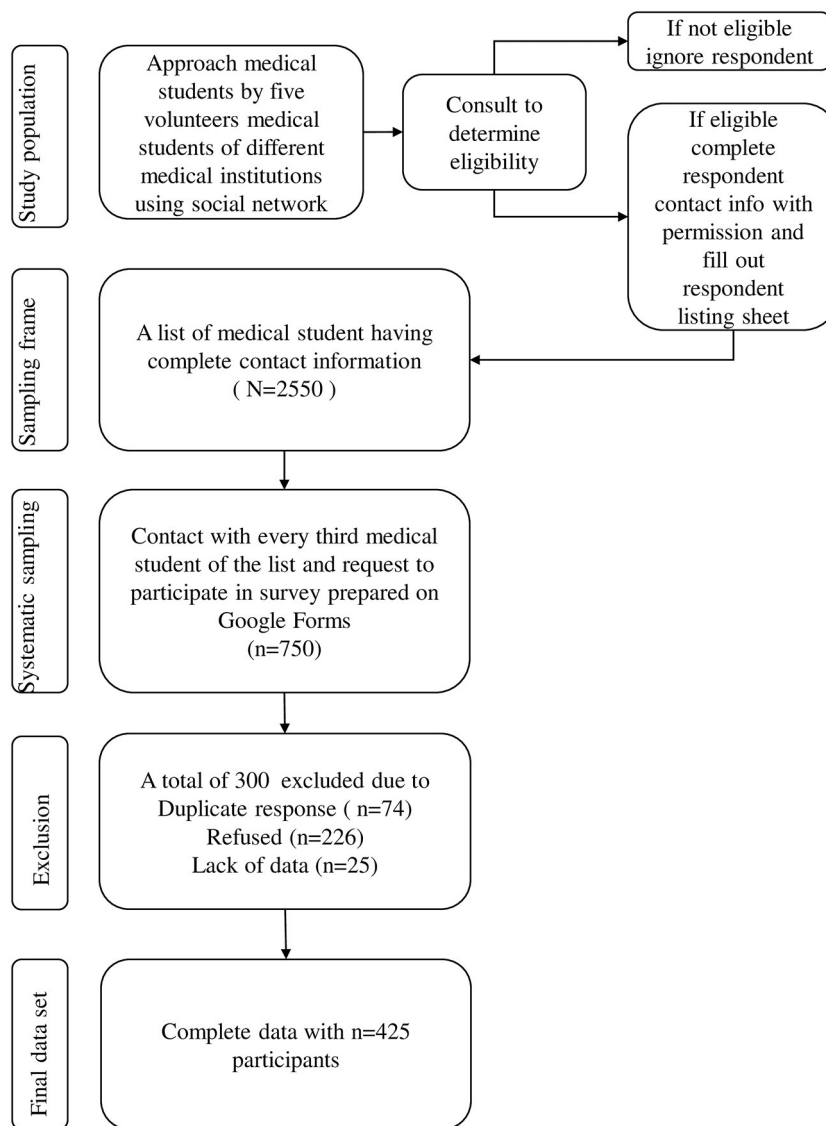 Study population
Approach medical
students by five
volunteers medical
students of different
medical institutions
using social network
Consult to
determine
eligibility
If not eligible
ignore respondent
If eligible
complete
respondent
contact info with
permission and
fill out
respondent
listing sheet
Sampling frame
A list of medical student having
complete contact information
( N=2550 )
Systematic sampling
Contact with every third medical
student of the list and request to
participate in survey prepared on
Google Forms
(n=750)
Exclusion
A total of 300 excluded due to
Duplicate response ( n=74)
Refused (n=226)
Lack of data (n=25)
Final data set
Complete data with n=425
participants